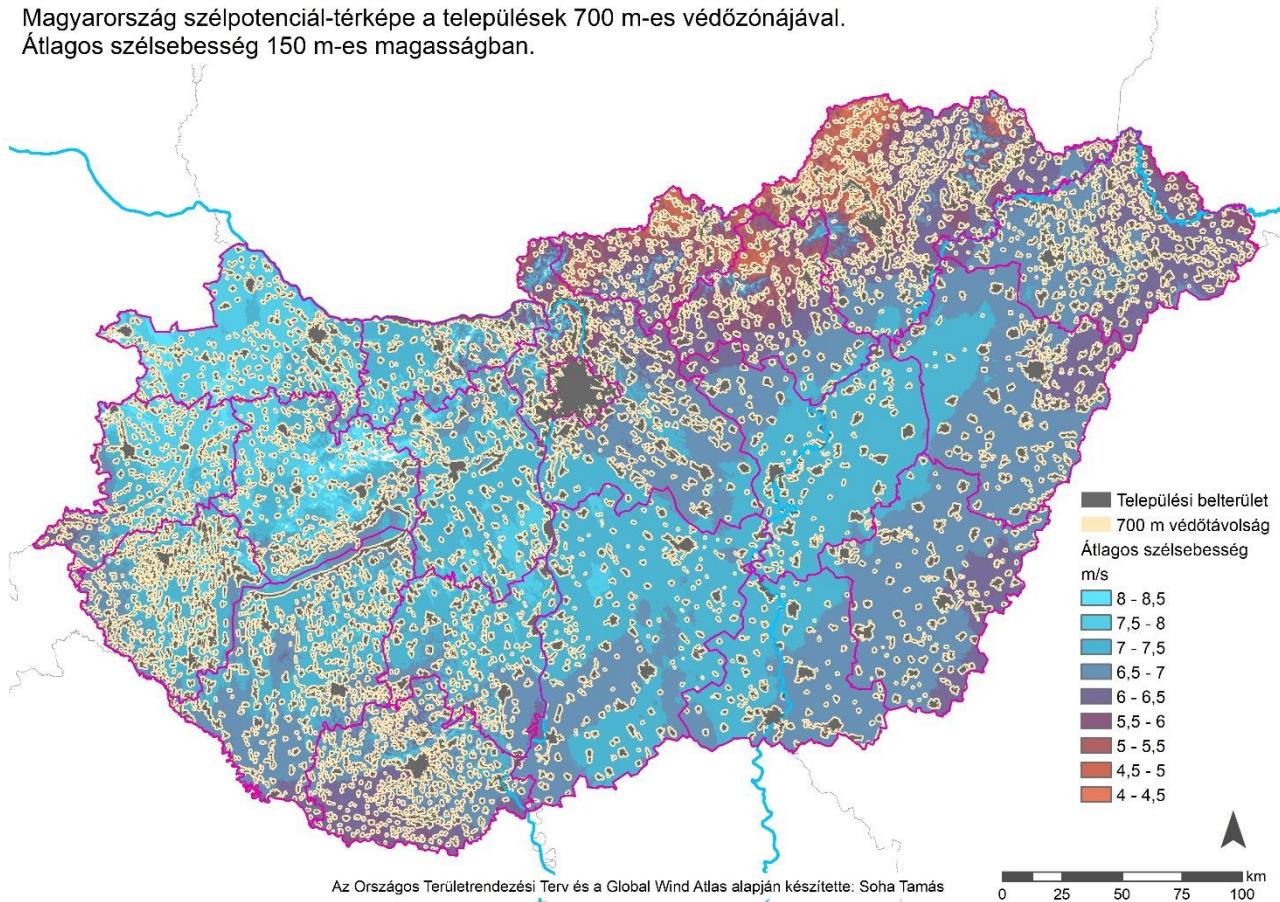 Magyarország szélpotenciál-térképe a települések 700 m-es védőzónájával.
Átlagos szélsebesség 150 m-es magasságban.
Települési belterület
700 m védőtávolság
Átlagos szélsebesség
m/s
8 - 8,5
7,5 - 8
7 - 7,5
6,5 - 7
6 - 6,5
5,5 - 6
5 - 5,5
4,5 - 5
4 - 4,5
Az Országos Területrendezési Terv és a Global Wind Atlas alapján készítette: Soha Tamás
km
0 25 50 75 100